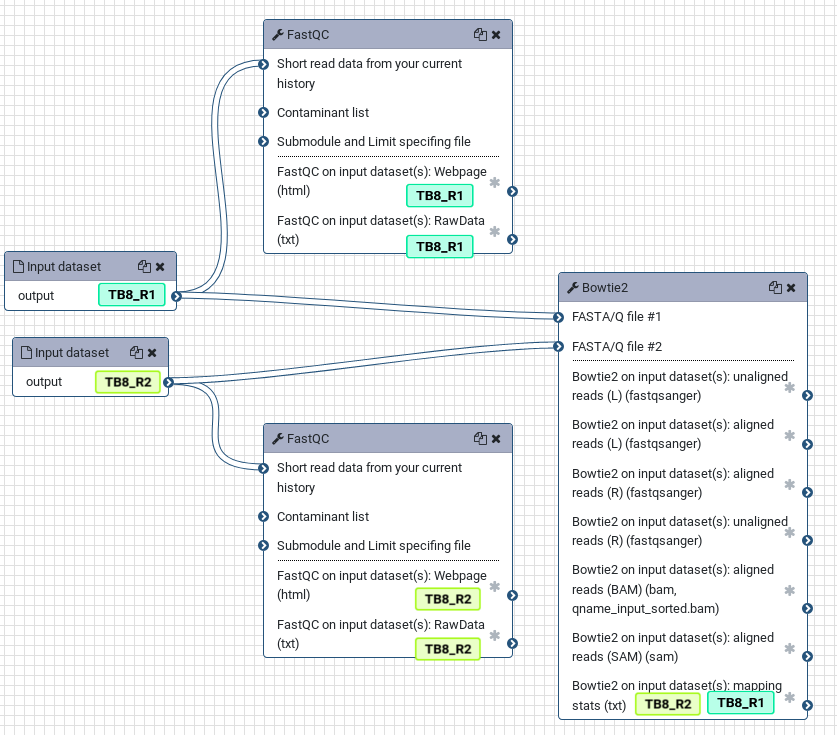 FastQC
Short read data from your current
history
Contaminant list
Submodule and Limit specifing file
FastQC on input dataset(s): Webpage
(html)
TB8_R1
FastQC on input dataset(s): RawData
(txt)
TB8_R1
Input dataset
output
TB8_R1
Input dataset
output
TB8_R2
FastQC
Short read data from your current
history
Contaminant list
Submodule and Limit specifing file
FastQC on input dataset(s): Webpage
(html)
TB8_R2
FastQC on input dataset(s): RawData
(txt)
TB8_R2
Bowtie2
FASTA/Q file #1
FASTA/Q file #2
Bowtie2 on input dataset(s): unaligned
reads (L) (fastqsanger)
Bowtie2 on input dataset(s): aligned
reads (L) (fastqsanger)
Bowtie2 on input dataset(s): aligned
reads (R) (fastqsanger)
Bowtie2 on input dataset(s): unaligned
reads (R) (fastqsanger)
Bowtie2 on input dataset(s): aligned
reads (BAM) (bam,
qname_input_sorted.bam)
Bowtie2 on input dataset(s): aligned
reads (SAM) (sam)
Bowtie2 on input dataset(s): mapping
stats (txt)
TB8_R2
TB8_R1